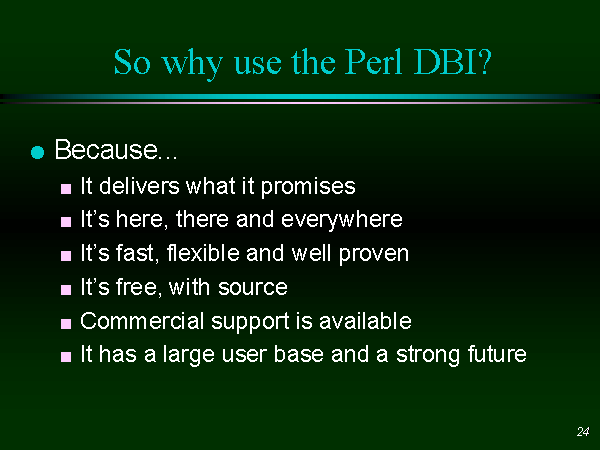 So why use the Perl DBI?
Because...
It delivers what it promises
It’s here, there and everywhere
It’s fast, flexible and well proven
It’s free, with source
Commercial support is available
It has a large user base and a strong future
24